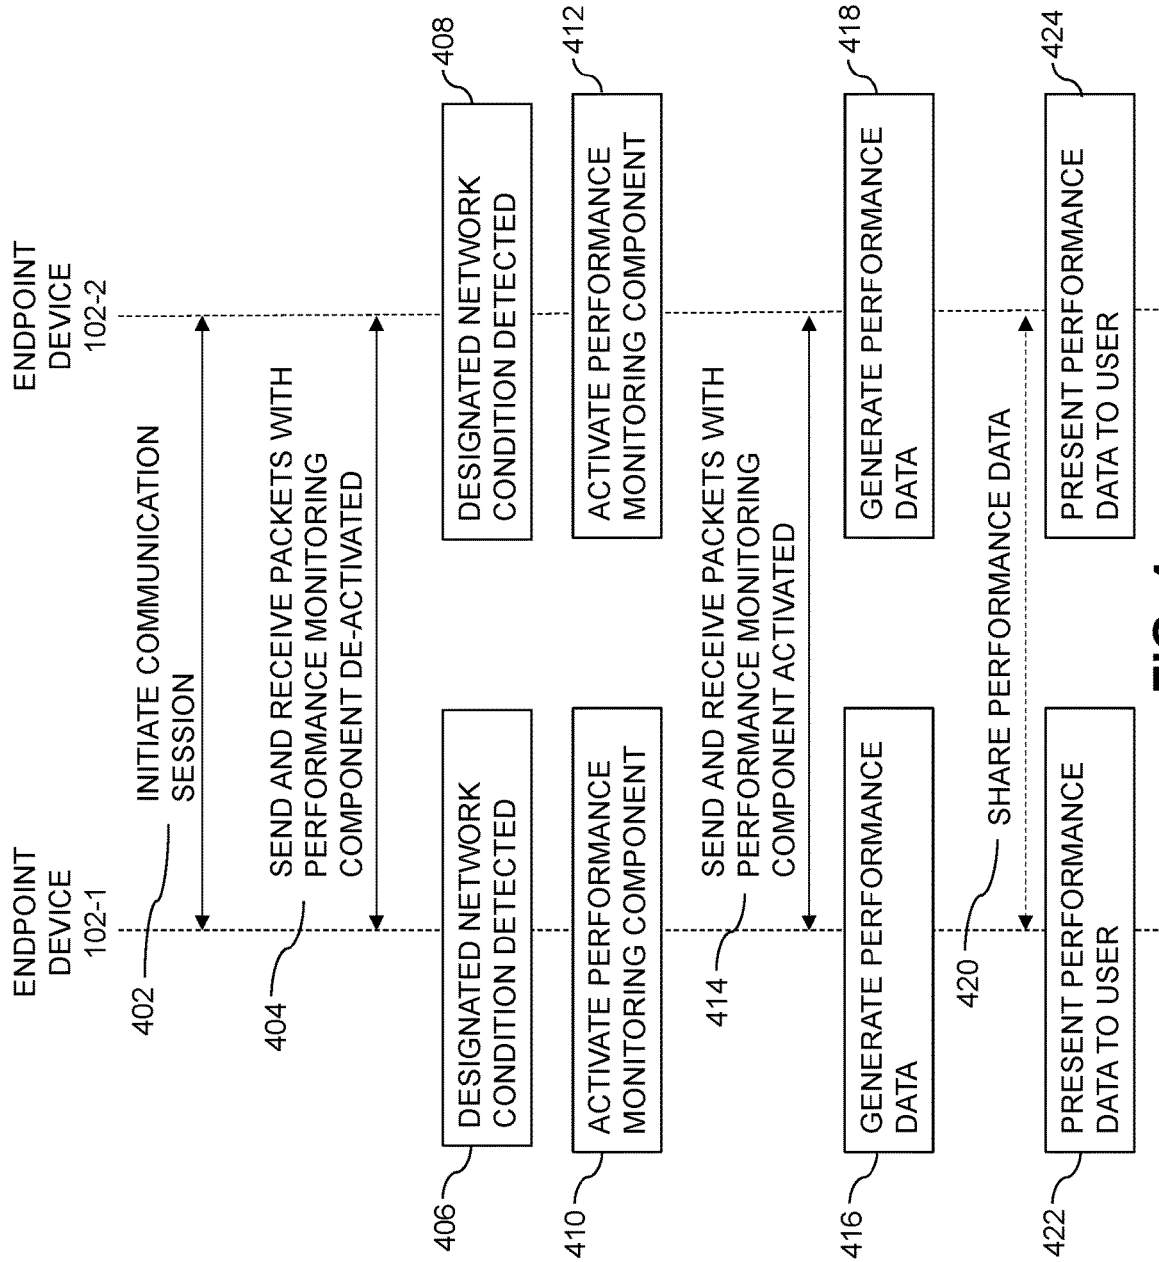 ENDPOINT
DEVICE
102-1
ENDPOINT
DEVICE
102-2
402
INITIATE COMMUNICATION
SESSION
404
SEND AND RECEIVE PACKETS WITH
PERFORMANCE MONITORING
COMPONENT DE-ACTIVATED
406
DESIGNATED NETWORK
CONDITION DETECTED
DESIGNATED NETWORK
CONDITION DETECTED
408
410
ACTIVATE PERFORMANCE
MONITORING COMPONENT
ACTIVATE PERFORMANCE
MONITORING COMPONENT
412
414
SEND AND RECEIVE PACKETS WITH
PERFORMANCE MONITORING
COMPONENT ACTIVATED
416
GENERATE PERFORMANCE
DATA
GENERATE PERFORMANCE
DATA
418
420
SHARE PERFORMANCE DATA
422
PRESENT PERFORMANCE
DATA TO USER
PRESENT PERFORMANCE
DATA TO USER
424